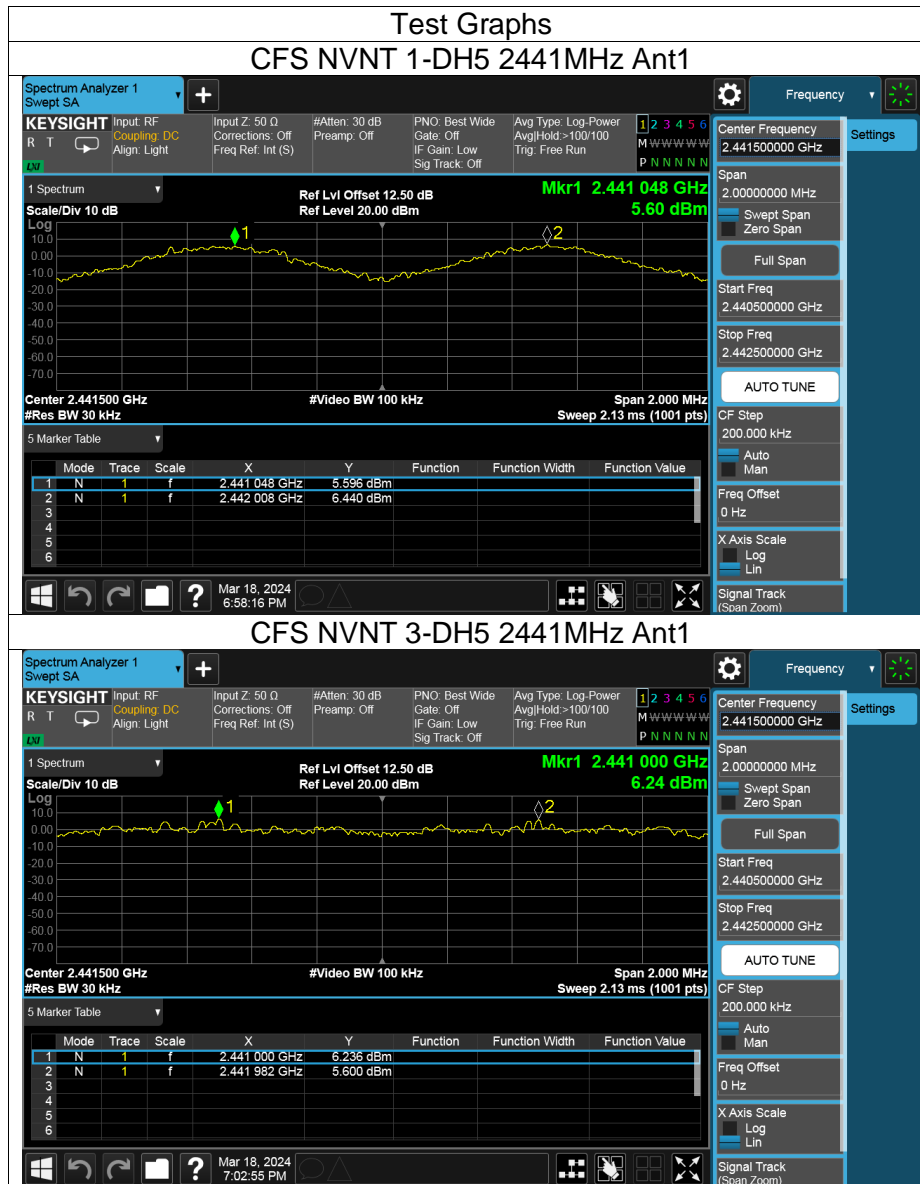 Test Graphs
CFS NVNT 1-DH5 2441MHz Ant1
Spectrum Analyzer 1
Swept SA
+
Frequency
KEYSIGHT
R T
LXI
Input: RF
Coupling: DC
Align: Light
Input Z: 50 Ω
Corrections: Off
Freq Ref: Int (S)
#Atten: 30 dB
Preamp: Off
PNO: Best Wide
Gate: Off
IF Gain: Low
Sig Track: Off
Avg Type: Log-Power
Avg|Hold:>100/100
Trig: Free Run
1 2 3 4 5 6
M W W W W W
P N N N N N
Center Frequency
2.441500000 GHz
Settings
Span
2.00000000 MHz
Swept Span
Zero Span
Full Span
Start Freq
2.440500000 GHz
Stop Freq
2.442500000 GHz
AUTO TUNE
CF Step
200.000 kHz
Auto
Man
Freq Offset
0 Hz
X Axis Scale
Log
Lin
Signal Track
(Span Zoom)
1 Spectrum
Scale/Div 10 dB
Ref Lvl Offset 12.50 dB
Ref Level 20.00 dBm
Mkr1 2.441 048 GHz
5.60 dBm
Log
1
2
10.0
0.00
-10.0
-20.0
-30.0
-40.0
-50.0
-60.0
-70.0
Center 2.441500 GHz
#Video BW 100 kHz
Span 2.000 MHz
#Res BW 30 kHz
Sweep 2.13 ms (1001 pts)
5 Marker Table
Mode Trace Scale X Y Function Function Width Function Value
1 N 1 f 2.441 048 GHz 5.596 dBm
2 N 1 f 2.442 008 GHz 6.440 dBm
3
4
5
6
?
Mar 18, 2024
6:58:16 PM
CFS NVNT 3-DH5 2441MHz Ant1
Spectrum Analyzer 1
Swept SA
+
Frequency
KEYSIGHT
R T
LXI
Input: RF
Coupling: DC
Align: Light
Input Z: 50 Ω
Corrections: Off
Freq Ref: Int (S)
#Atten: 30 dB
Preamp: Off
PNO: Best Wide
Gate: Off
IF Gain: Low
Sig Track: Off
Avg Type: Log-Power
Avg|Hold:>100/100
Trig: Free Run
1 2 3 4 5 6
M W W W W W
P N N N N N
Center Frequency
2.441500000 GHz
Settings
Span
2.00000000 MHz
Swept Span
Zero Span
Full Span
Start Freq
2.440500000 GHz
Stop Freq
2.442500000 GHz
AUTO TUNE
CF Step
200.000 kHz
Auto
Man
Freq Offset
0 Hz
X Axis Scale
Log
Lin
Signal Track
(Span Zoom)
1 Spectrum
Scale/Div 10 dB
Ref Lvl Offset 12.50 dB
Ref Level 20.00 dBm
Mkr1 2.441 000 GHz
6.24 dBm
Log
1
2
10.0
0.00
-10.0
-20.0
-30.0
-40.0
-50.0
-60.0
-70.0
Center 2.441500 GHz
#Video BW 100 kHz
Span 2.000 MHz
#Res BW 30 kHz
Sweep 2.13 ms (1001 pts)
5 Marker Table
Mode Trace Scale X Y Function Function Width Function Value
1 N 1 f 2.441 000 GHz 6.236 dBm
2 N 1 f 2.441 982 GHz 5.600 dBm
3
4
5
6
?
Mar 18, 2024
7:02:55 PM